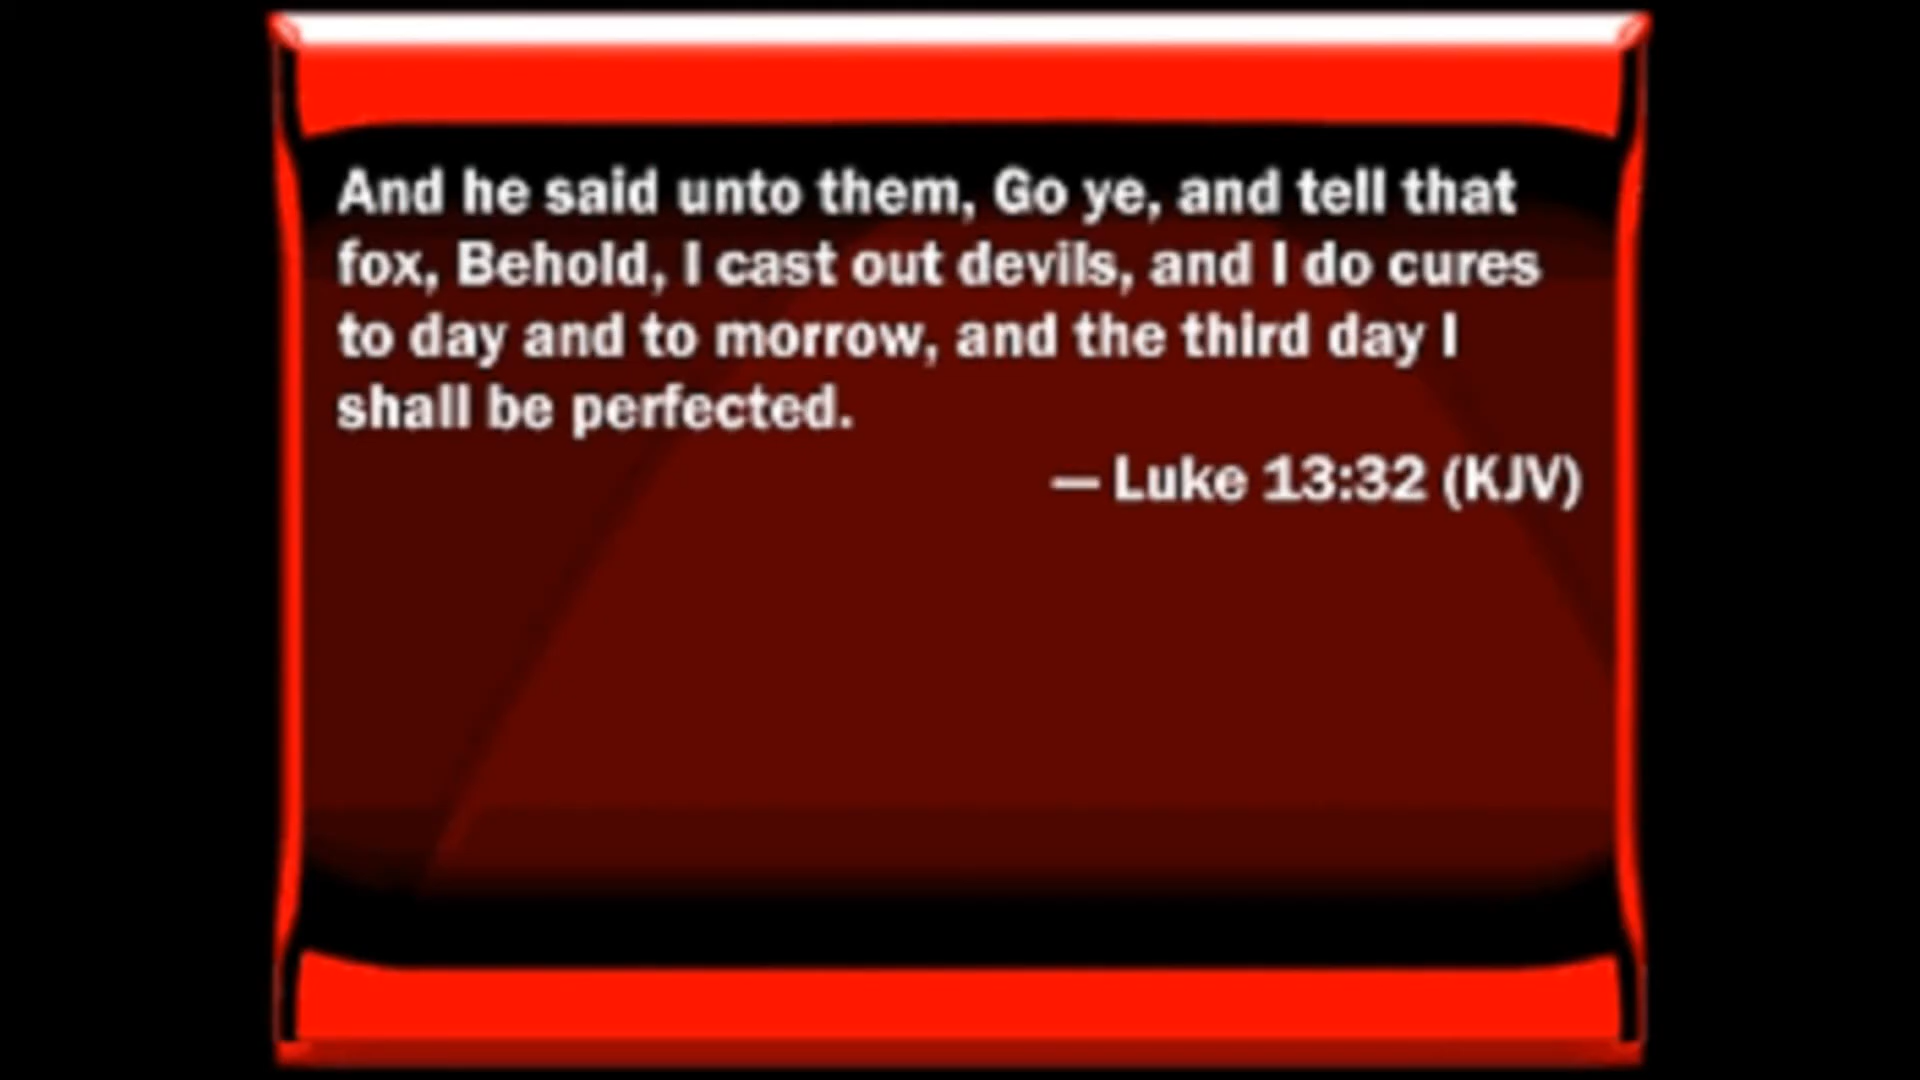 And he said unto them, Go ye, and tell that
fox, Behold, I cast out devils, and I do cures
to day and to morrow, and the third day I
shall be perfected.
— Luke 13:32 (KJV)